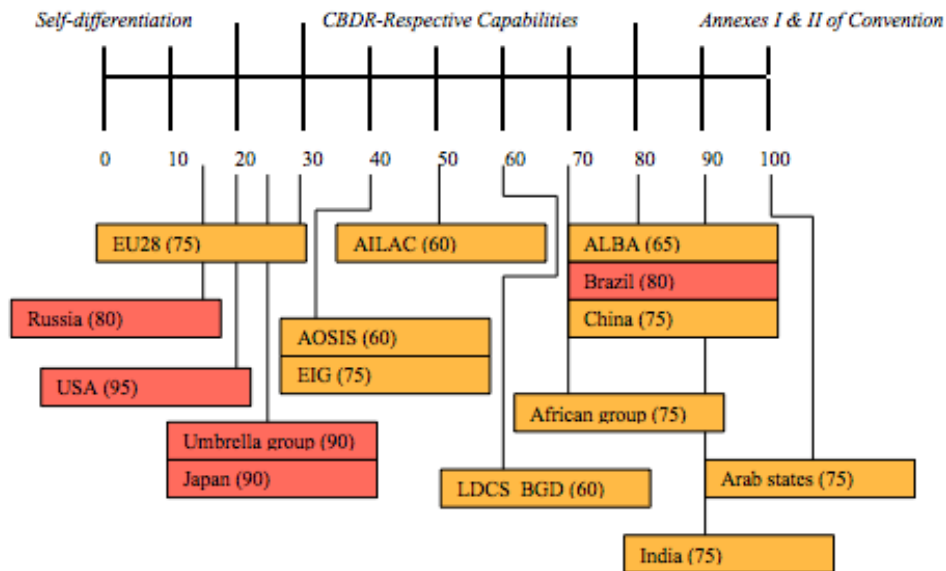 Self-differentiation CBDR-Respective Capabilities Annexes I & II of Convention
0 10 20 30 40 50 60 70 80 90 100
EU28 (75) AILAC (60) ALBA (65)
Brazil (80)
Russia (80) China (75)
AOSIS (60)
EIG (75)
USA (95)
African group (75)
Umbrella group (90)
Japan (90)
LDCS BGD (60) Arab states (75)
India (75)